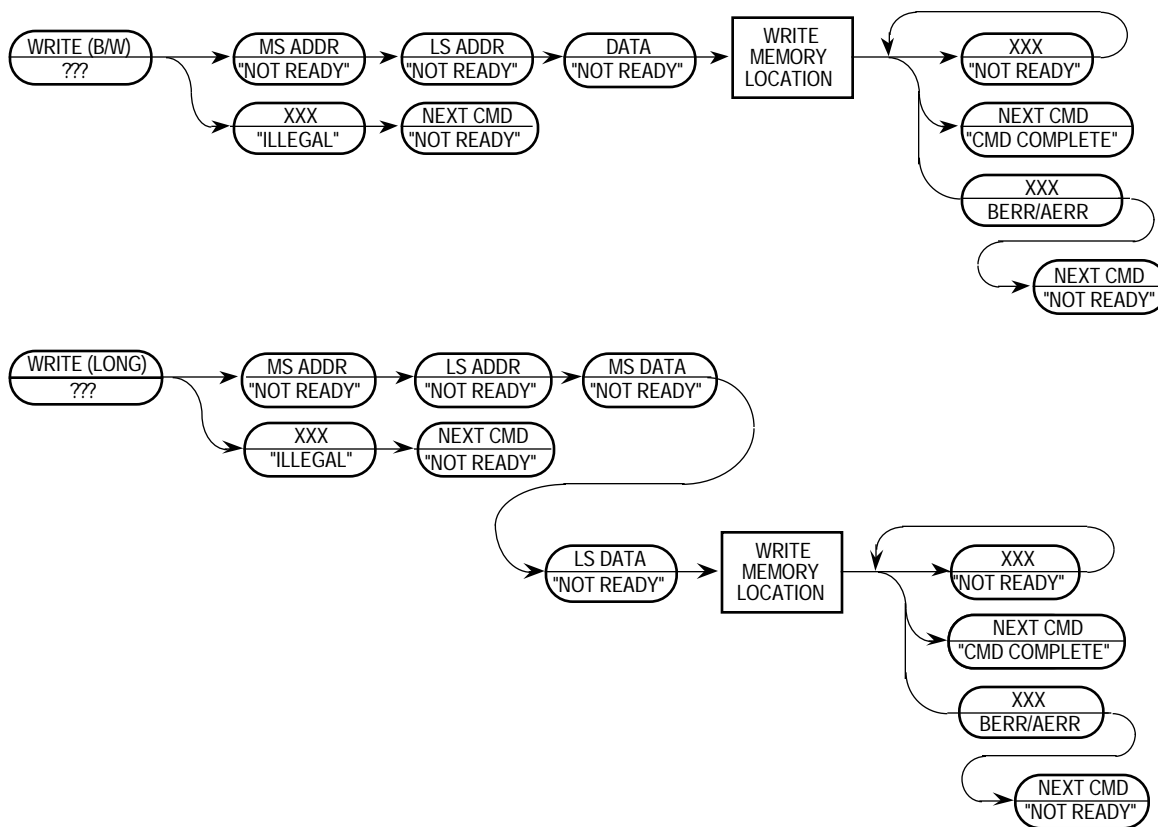 WRITE (B/W)
???
MS ADDR
"NOT READY"
LS ADDR
"NOT READY"
DATA
"NOT READY"
WRITE
MEMORY
LOCATION
XXX
"NOT READY"
XXX
"ILLEGAL"
NEXT CMD
"NOT READY"
NEXT CMD
"CMD COMPLETE"
XXX
BERR/AERR
NEXT CMD
"NOT READY"
WRITE (LONG)
???
MS ADDR
"NOT READY"
LS ADDR
"NOT READY"
MS DATA
"NOT READY"
XXX
"ILLEGAL"
NEXT CMD
"NOT READY"
LS DATA
"NOT READY"
WRITE
MEMORY
LOCATION
XXX
"NOT READY"
NEXT CMD
"CMD COMPLETE"
XXX
BERR/AERR
NEXT CMD
"NOT READY"